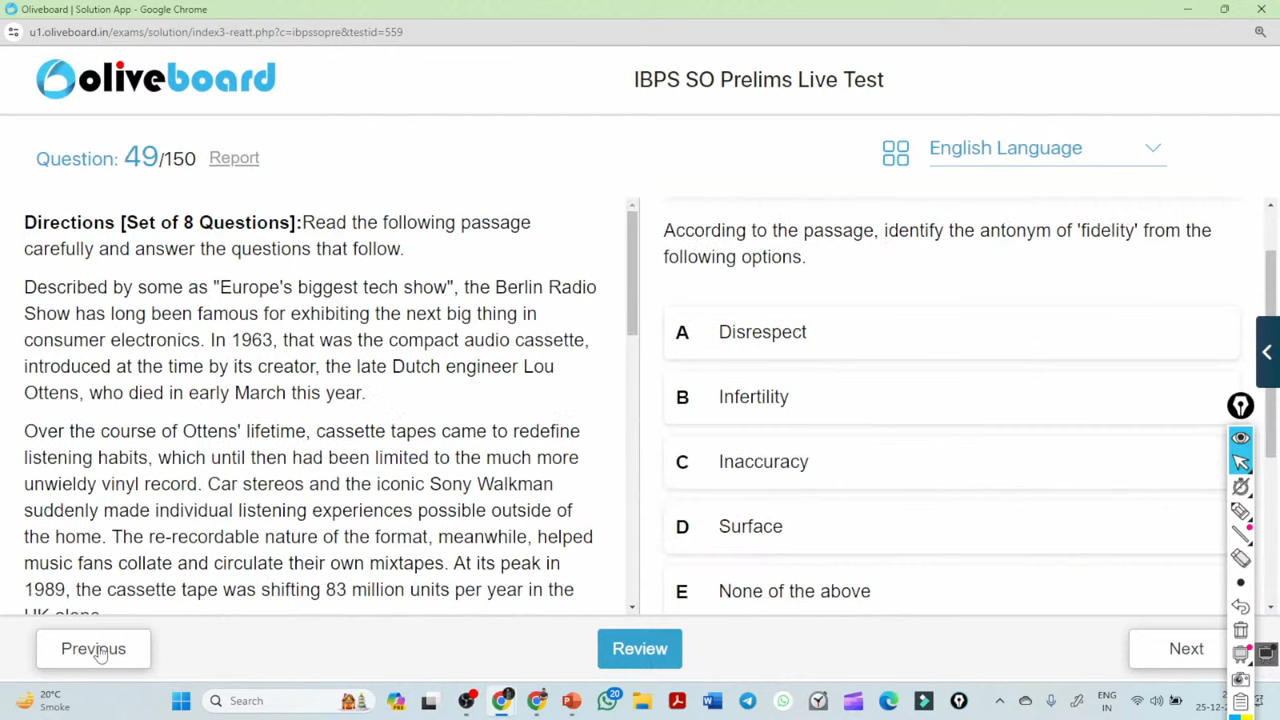 Oliveboard | Solution App - Google Chrome
u1.oliveboard.in/exams/solution/index3-reatt.php?c=ibpssopre&testid=559
oliveboard
IBPS SO Prelims Live Test
Question: 49/150 Report
English Language
Directions [Set of 8 Questions]:Read the following passage
carefully and answer the questions that follow.
Described by some as "Europe's biggest tech show", the Berlin Radio
Show has long been famous for exhibiting the next big thing in
consumer electronics. In 1963, that was the compact audio cassette,
introduced at the time by its creator, the late Dutch engineer Lou
Ottens, who died in early March this year.
Over the course of Ottens' lifetime, cassette tapes came to redefine
listening habits, which until then had been limited to the much more
unwieldy vinyl record. Car stereos and the iconic Sony Walkman
suddenly made individual listening experiences possible outside of
the home. The re-recordable nature of the format, meanwhile, helped
music fans collate and circulate their own mixtapes. At its peak in
1989, the cassette tape was shifting 83 million units per year in the
UK alone.
According to the passage, identify the antonym of 'fidelity' from the
following options.
A Disrespect
B Infertility
C Inaccuracy
D Surface
E None of the above
Previous
Review
Next
20°C
Smoke
Search
20
ENG
IN
25-12-